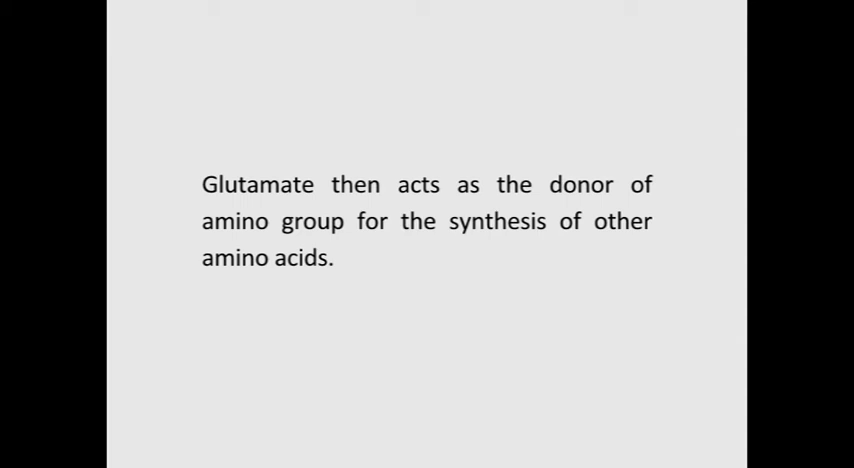 Glutamate then acts as the donor of
amino group for the synthesis of other
amino acids.